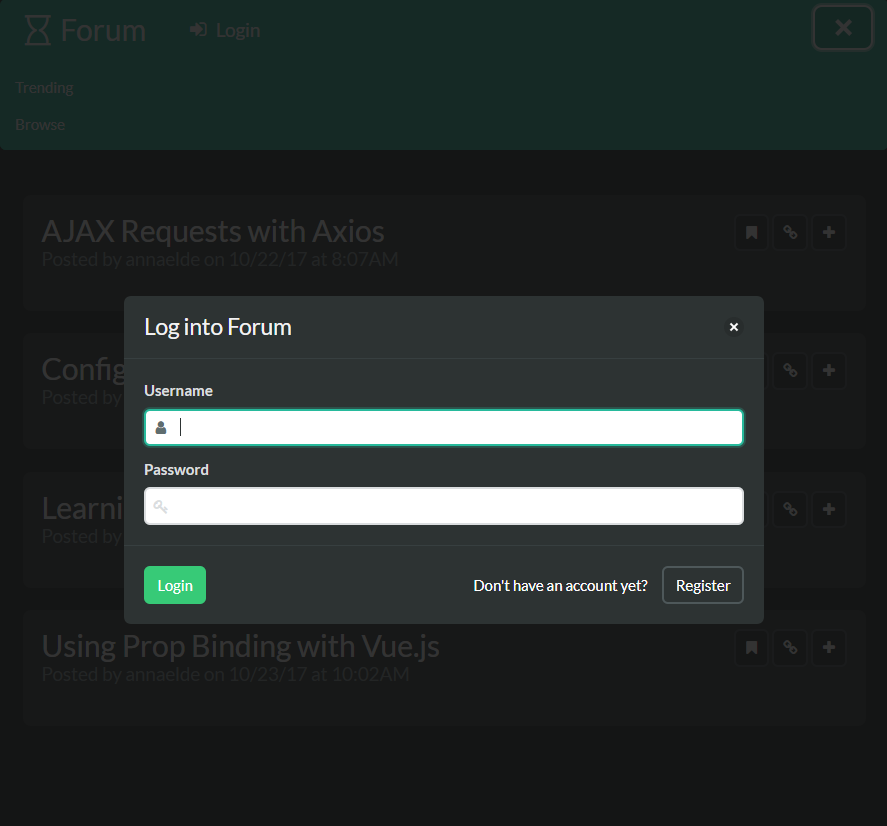 Forum
Login
Trending
Browse
AJAX Requests with Axios
Posted by annaelde on 10/22/17 at 8:07AM
Log into Forum
Config
Posted by
Username
Password
Learni
Posted by
Login
Don't have an account yet?
Register
Using Prop Binding with Vue.js
Posted by annaelde on 10/23/17 at 10:02AM